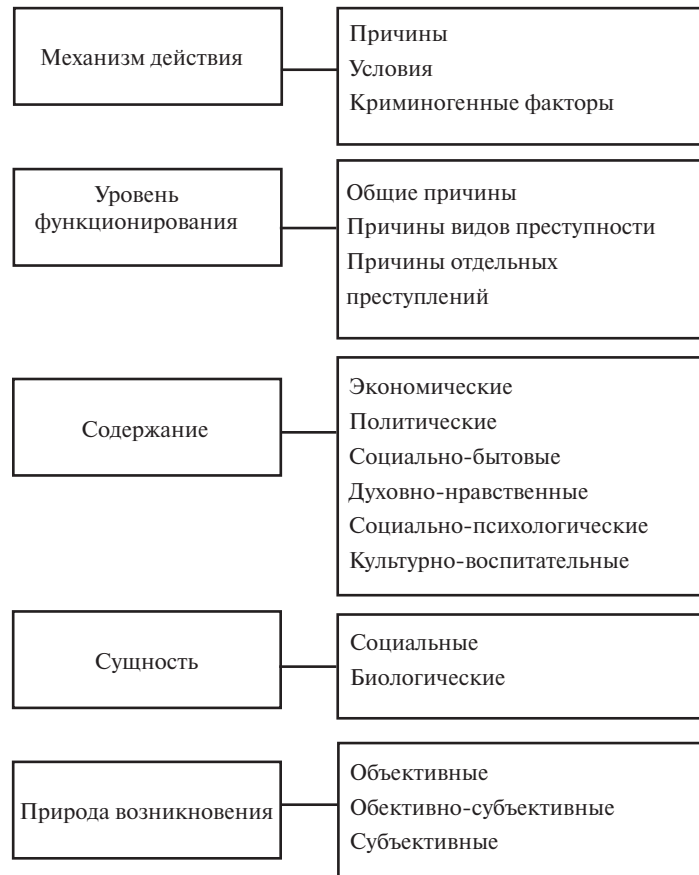 Механизм действия
Причины
Условия
Криминогенные факторы
Уровень
функционирования
Общие причины
Причины видов преступности
Причины отдельных
преступлений
Содержание
Экономические
Политические
Социально-бытовые
Духовно-нравственные
Социально-психологические
Культурно-воспитательные
Сущность
Социальные
Биологические
Природа возникновения
Объективные
Обективно-субъективные
Субъективные